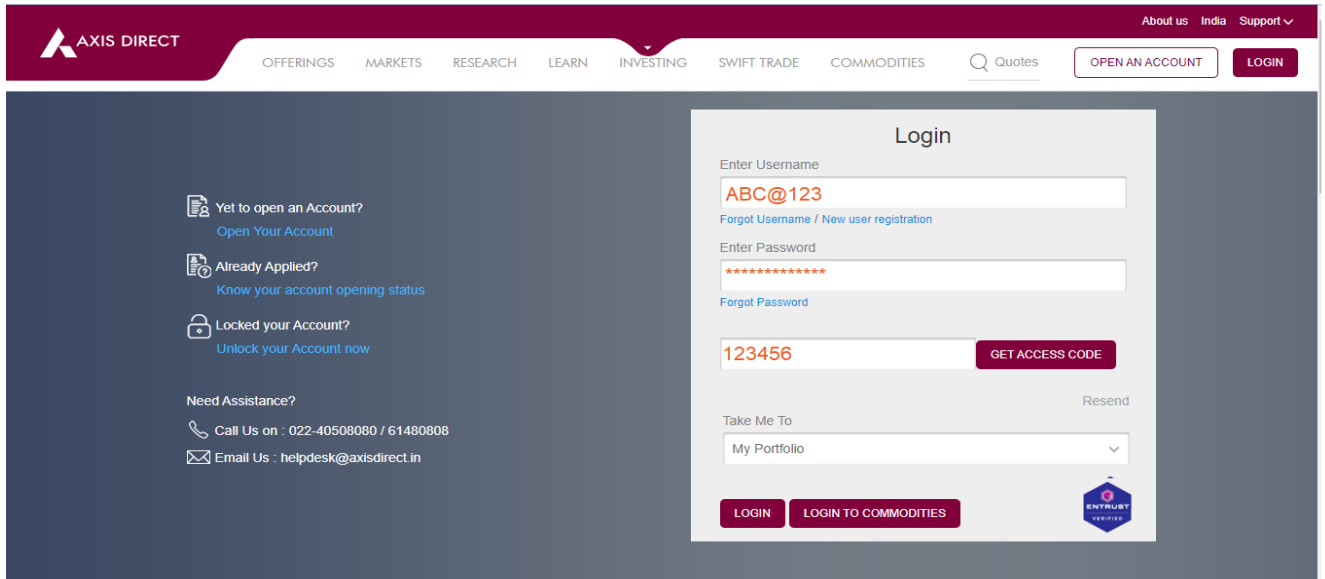 About us India Support
AXIS DIRECT
OFFERINGS MARKETS RESEARCH LEARN INVESTING SWIFT TRADE COMMODITIES Quotes OPEN AN ACCOUNT LOGIN
Yet to open an Account?
Open Your Account
Already Applied?
Know your account opening status
Locked your Account?
Unlock your Account now
Need Assistance?
Call Us on : 022-40508080 / 61480808
Email Us : helpdesk@axisdirect.in
Login
Enter Username
ABC@123
Forgot Username / New user registration
Enter Password
*************
Forgot Password
123456 GET ACCESS CODE
Resend
Take Me To
My Portfolio
LOGIN LOGIN TO COMMODITIES
ENTRUST
VERIFIED